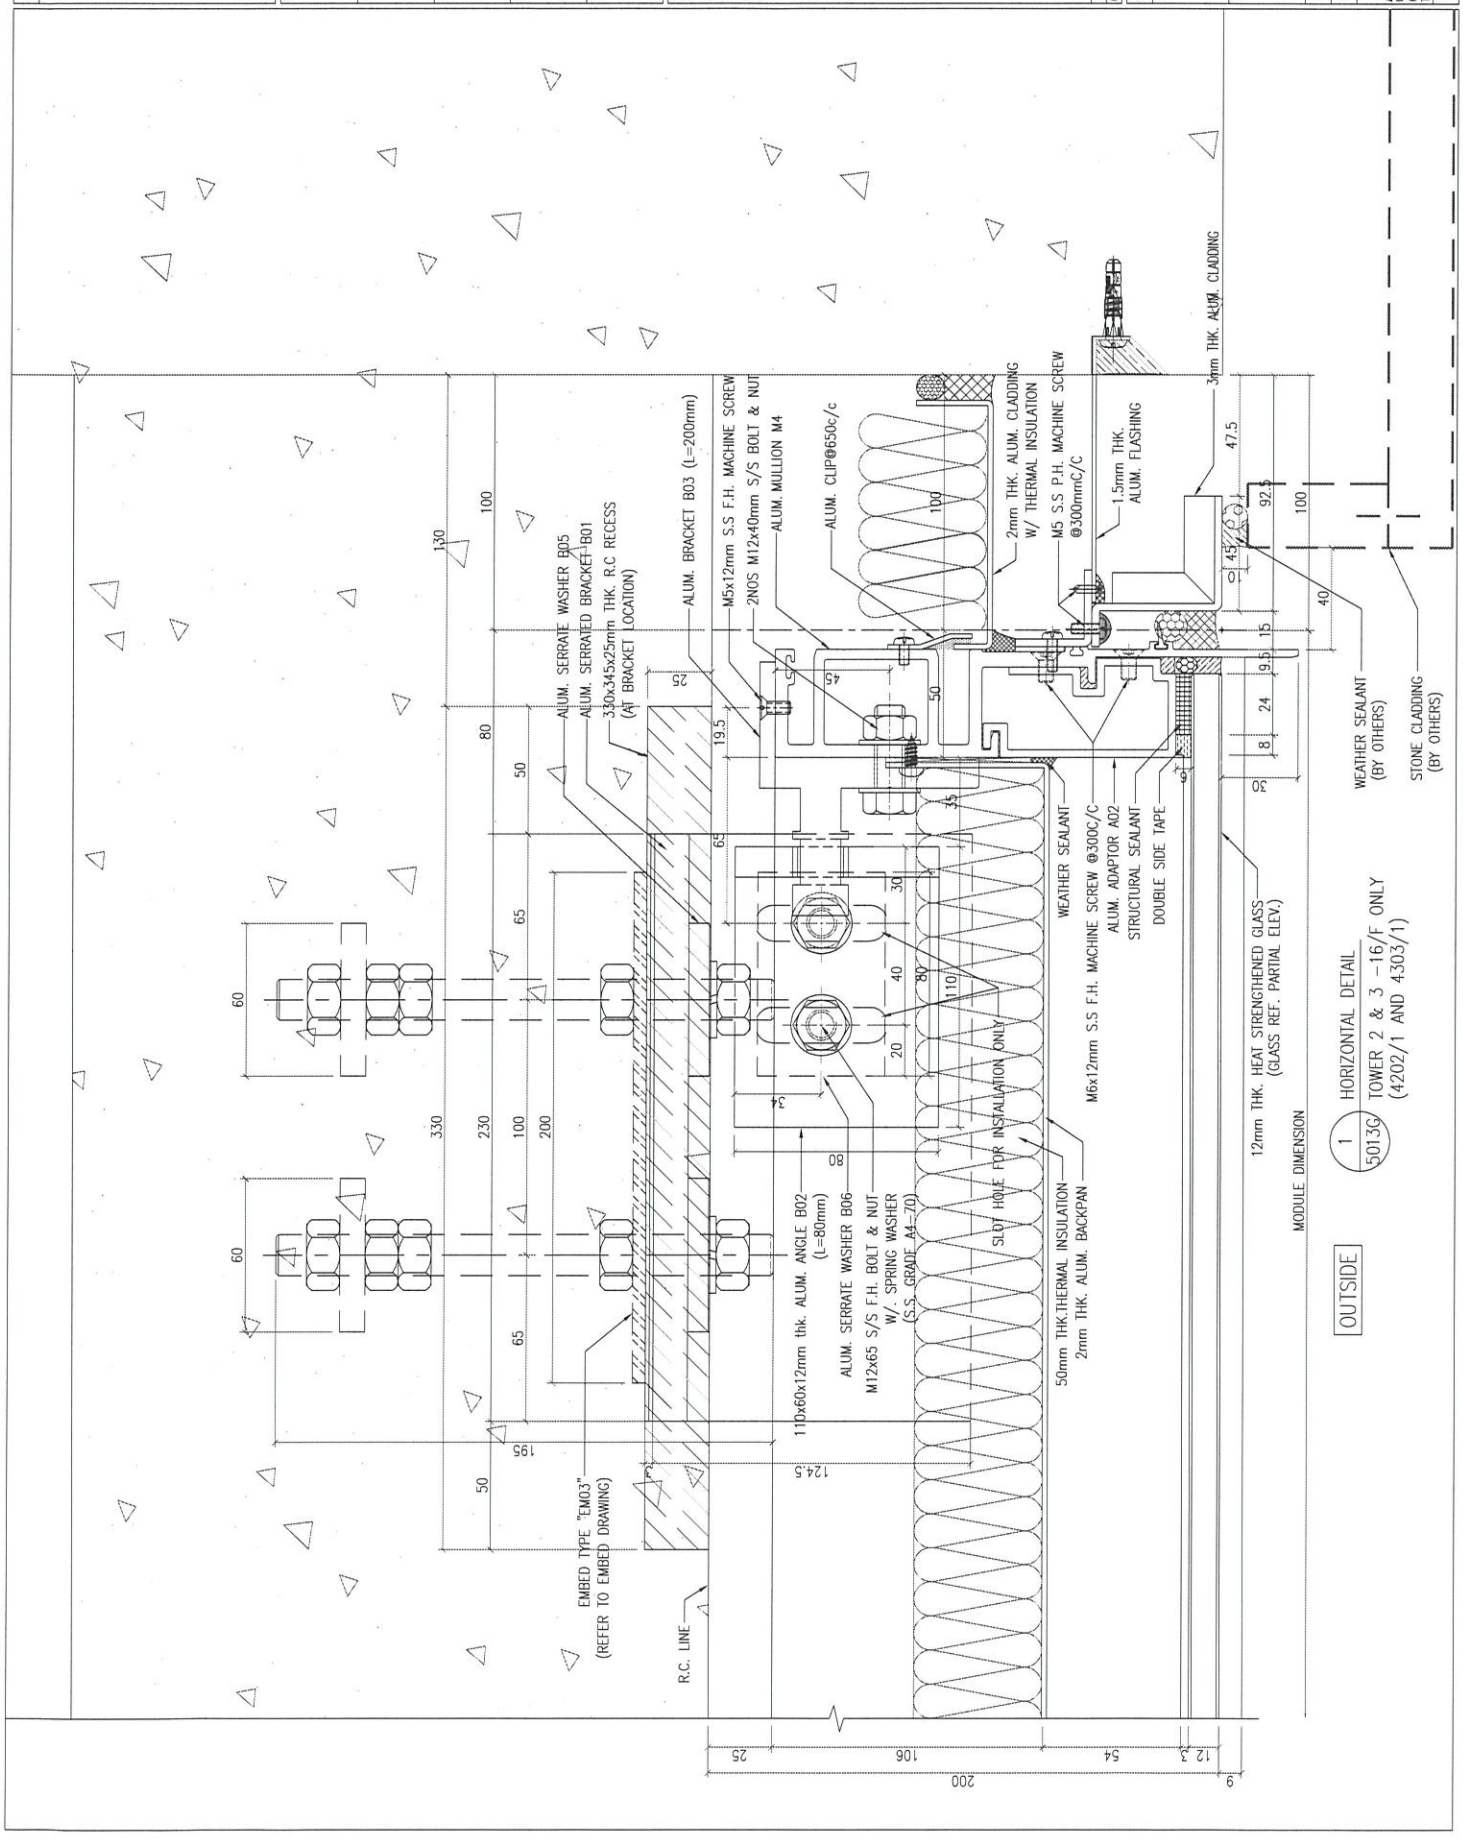 ALUM. SERRATE WASHER B05
ALUM. SERRATED BRACKET B01
330x345x25mm THK. R.C RECESS
(AT BRACKET LOCATION)
ALUM. BRACKET B03 (L=200mm)
M5x12mm S.S F.H. MACHINE SCREW
2NOS M12x40mm S/S BOLT & NUT
ALUM. MULLION M4
ALUM. CLIP@650c/c
2mm THK. ALUM. CLADDING
W/ THERMAL INSULATION
M5 S.S P.H. MACHINE SCREW
@300mmC/C
1.5mm THK.
ALUM. FLASHING
3mm THK. ALUM. CLADDING
EMBED TYPE "EM03"
(REFER TO EMBED DRAWING)
R.C. LINE
110x60x12mm thk. ALUM. ANGLE B02
(L=80mm)
ALUM. SERRATE WASHER B06
M12x65 S/S F.H. BOLT & NUT
W/. SPRING WASHER
(S.S. GRADE A4-70)
SLOT HOLE FOR INSTALLATION ONLY
50mm THK.THERMAL INSULATION
2mm THK. ALUM. BACKPAN
WEATHER SEALANT
M6x12mm S.S F.H. MACHINE SCREW @300C/C
ALUM. ADAPTOR A02
STRUCTURAL SEALANT
DOUBLE SIDE TAPE
12mm THK. HEAT STRENGTHENED GLASS
(GLASS REF. PARTIAL ELEV.)
WEATHER SEALANT
(BY OTHERS)
STONE CLADDING
(BY OTHERS)
MODULE DIMENSION
OUTSIDE
1
5013G
HORIZONTAL DETAIL
TOWER 2 & 3 -16/F ONLY
(4202/1 AND 4303/1)
60
60
330
130
50
230
80
100
65
100
65
50
200
195
124.5
25
19.5
65
45
50
100
35
30
40
20
80
110
34
80
47.5
92.5
100
45
0
40
15
9.5
24
8
6
30
25
106
54
3
12
200
9